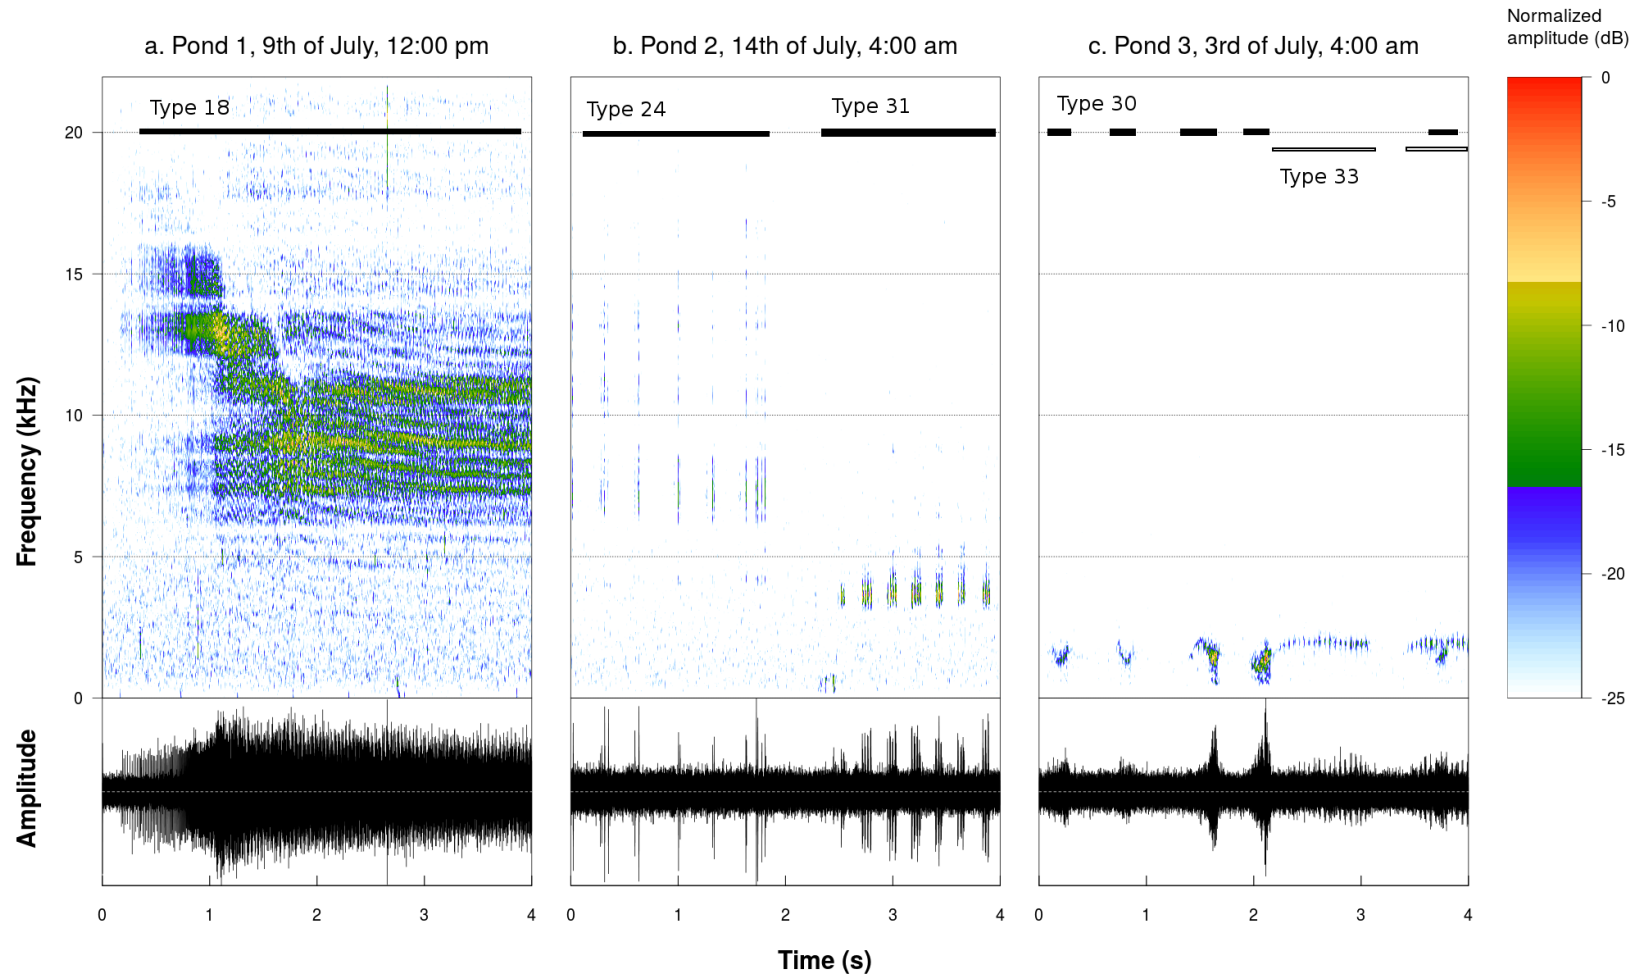 Normalized
amplitude (dB)
a. Pond 1, 9th of July, 12:00 pm
b. Pond 2, 14th of July, 4:00 am
c. Pond 3, 3rd of July, 4:00 am
Type 18
Type 24
Type 31
Type 30
Type 33
Frequency (kHz)
20
15
10
5
0
0
-5
-10
-15
-20
-25
Amplitude
0 1 2 3 4
0 1 2 3 4
0 1 2 3 4
Time (s)